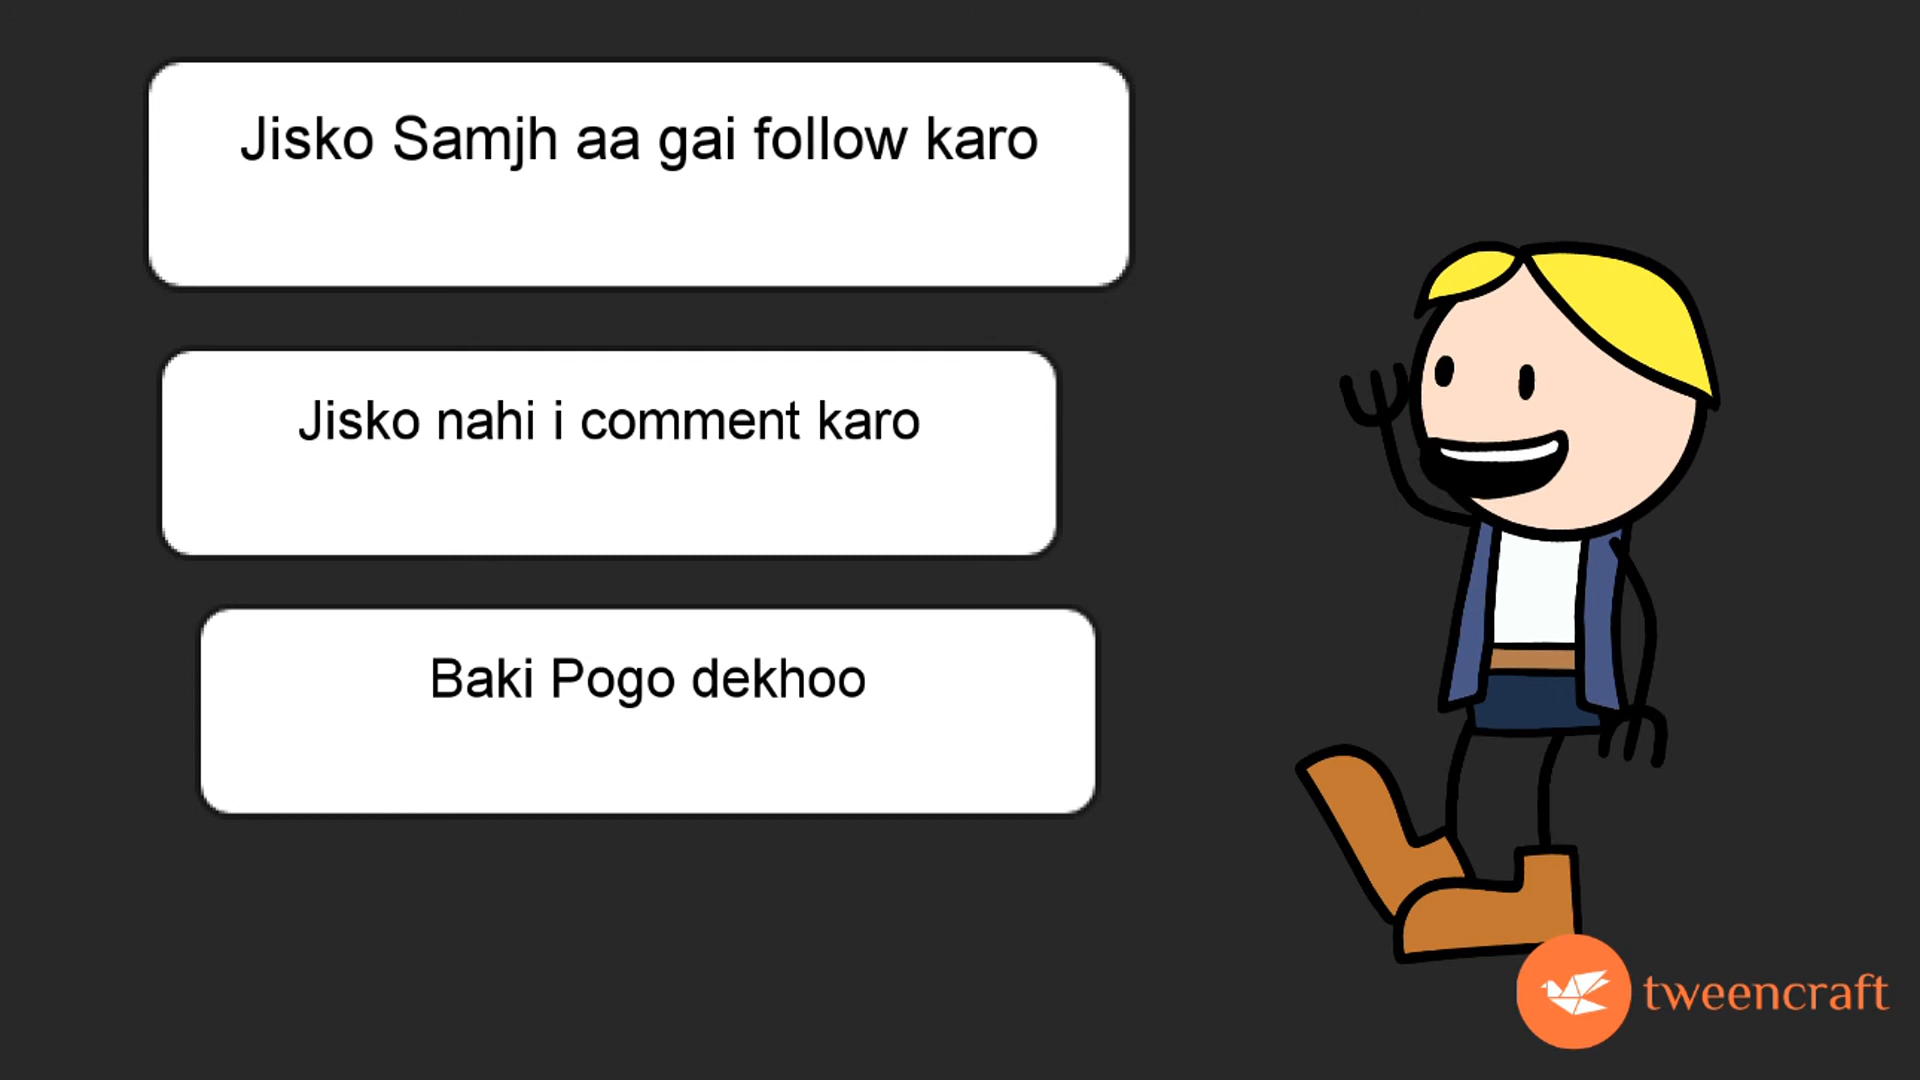 Jisko Samjh aa gai follow karo
Jisko nahi i comment karo
Baki Pogo dekhoo
tweencraft